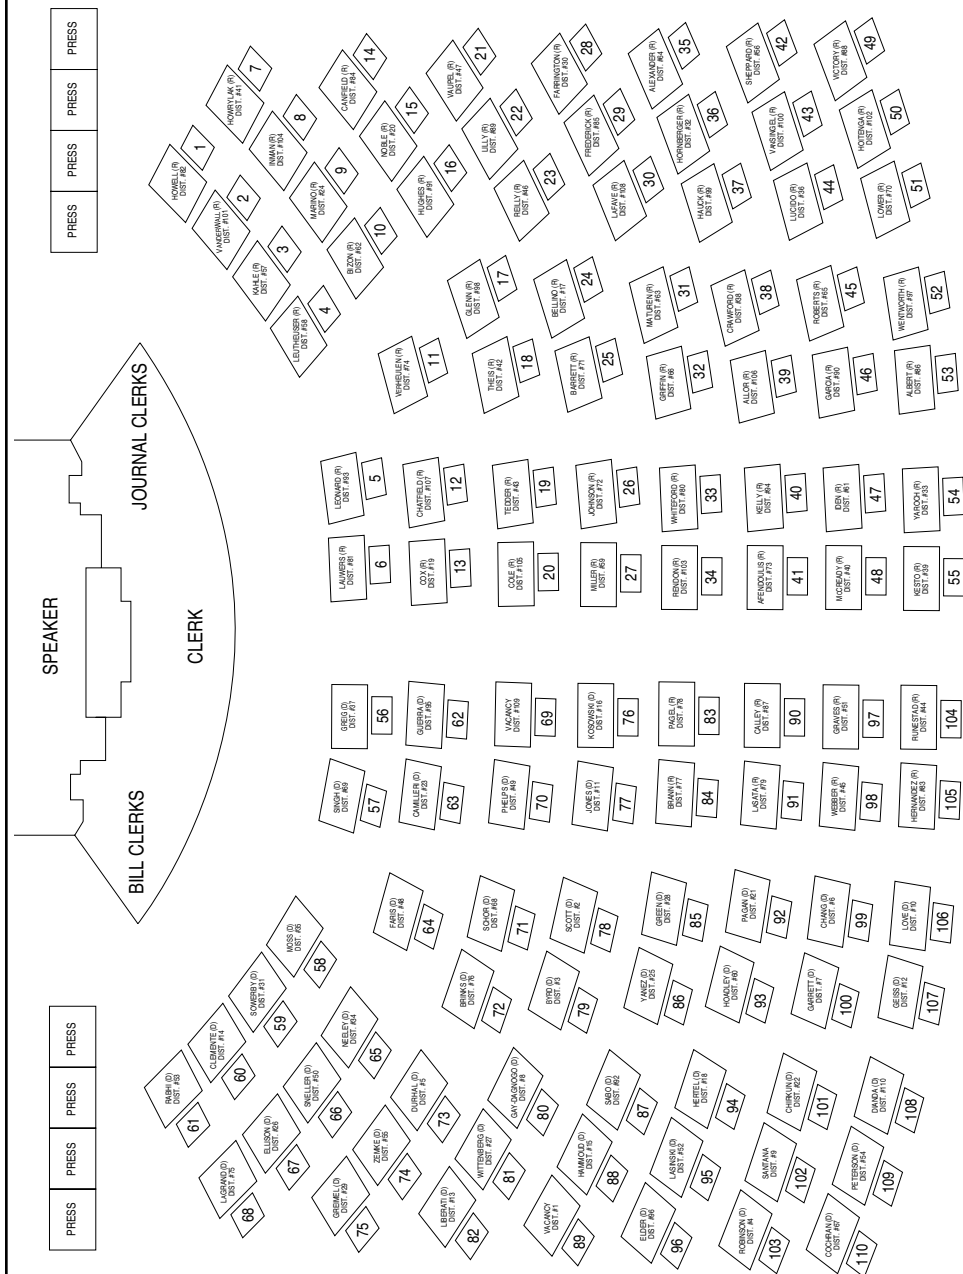 PRESS
PRESS
PRESS
PRESS
SPEAKER
JOURNAL CLERKS
CLERK
BILL CLERKS
PRESS
PRESS
PRESS
PRESS
HOWELL (R)
DIST. #82
1
VANDERWALL (R)
DIST. #101
2
KAHLE (R)
DIST. #57
3
LEUTHEUSER (R)
DIST. #58
4
LEONARD (R)
DIST. #93
5
LAUWERS (R)
DIST. #81
6
HOWRYLAK (R)
DIST. #41
7
INMAN (R)
DIST. #104
8
MARINO (R)
DIST. #24
9
BIZON (R)
DIST. #62
10
VERHEULEN (R)
DIST. #74
11
CHATFIELD (R)
DIST. #107
12
COX (R)
DIST. #19
13
CANFIELD (R)
DIST. #84
14
NOBLE (R)
DIST. #20
15
HUGHES (R)
DIST. #91
16
GLENN (R)
DIST. #98
17
THEIS (R)
DIST. #42
18
TEDDER (R)
DIST. #43
19
COLE (R)
DIST. #105
20
VAUPEL (R)
DIST. #47
21
LILLY (R)
DIST. #89
22
REILLY (R)
DIST. #46
23
BELLINO (R)
DIST. #17
24
BARRETT (R)
DIST. #71
25
JOHNSON (R)
DIST. #72
26
MILLER (R)
DIST. #59
27
FARRINGTON (R)
DIST. #30
28
FREDERICK (R)
DIST. #85
29
LAFAVE (R)
DIST. #108
30
MATUREN (R)
DIST. #63
31
GRIFFIN (R)
DIST. #66
32
WHITEFORD (R)
DIST. #80
33
RENDON (R)
DIST. #103
34
ALEXANDER (R)
DIST. #64
35
HORNBERGER (R)
DIST. #32
36
HAUCK (R)
DIST. #99
37
CRAWFORD (R)
DIST. #38
38
ALLOR (R)
DIST. #106
39
KELLY (R)
DIST. #94
40
AFENDOULIS (R)
DIST. #73
41
SHEPPARD (R)
DIST. #56
42
VANSINGEL (R)
DIST. #100
43
LUCIDO (R)
DIST. #36
44
ROBERTS (R)
DIST. #65
45
GARCIA (R)
DIST. #90
46
IDEN (R)
DIST. #61
47
MCCREADY (R)
DIST. #40
48
VICTORY (R)
DIST. #88
49
HOITENGA (R)
DIST. #102
50
LOWER (R)
DIST. #70
51
WENTWORTH (R)
DIST. #97
52
ALBERT (R)
DIST. #86
53
YAROCH (R)
DIST. #33
54
KESTO (R)
DIST. #39
55
GREIG (D)
DIST. #37
56
SINGH (D)
DIST. #69
57
MOSS (D)
DIST. #35
58
SOWERBY (D)
DIST. #31
59
CLEMENTE (D)
DIST. #14
60
RABHI (D)
DIST. #53
61
GUERRA (D)
DIST. #95
62
CAMILLERI (D)
DIST. #23
63
FARIS (D)
DIST. #48
64
NEELEY (D)
DIST. #34
65
SNELLER (D)
DIST. #50
66
ELLISON (D)
DIST. #26
67
LAGRAND (D)
DIST. #75
68
VACANCY
DIST. #109
69
PHELPS (D)
DIST. #49
70
SCHOR (D)
DIST. #68
71
BRINKS (D)
DIST. #76
72
DURHAL (D)
DIST. #5
73
ZEMKE (D)
DIST. #55
74
GREIMEL (D)
DIST. #29
75
KOSOWSKI (D)
DIST. #16
76
JONES (D)
DIST. #11
77
SCOTT (D)
DIST. #2
78
BYRD (D)
DIST. #3
79
GAY-DAGNOGO (D)
DIST. #8
80
WITTENBERG (D)
DIST. #27
81
LIBERATI (D)
DIST. #13
82
PAGEL (R)
DIST. #78
83
BRANN (R)
DIST. #77
84
GREEN (D)
DIST. #28
85
YANEZ (D)
DIST. #25
86
SABO (D)
DIST. #92
87
HAMMOUD (D)
DIST. #15
88
VACANCY
DIST. #1
89
CALLEY (R)
DIST. #87
90
LASATA (R)
DIST. #79
91
PAGAN (D)
DIST. #21
92
HOADLEY (D)
DIST. #60
93
HERTEL (D)
DIST. #18
94
LASINSKI (D)
DIST. #52
95
ELDER (D)
DIST. #96
96
GRAVES (R)
DIST. #51
97
WEBBER (R)
DIST. #45
98
CHANG (D)
DIST. #6
99
GARRETT (D)
DIST. #7
100
CHIRKUN (D)
DIST. #22
101
SANTANA
DIST. #9
102
ROBINSON (D)
DIST. #4
103
RUNESTAD (R)
DIST. #44
104
HERNANDEZ (R)
DIST. #83
105
LOVE (D)
DIST. #10
106
GEISS (D)
DIST. #12
107
DIANDA (D)
DIST. #110
108
PETERSON (D)
DIST. #54
109
COCHRAN (D)
DIST. #67
110